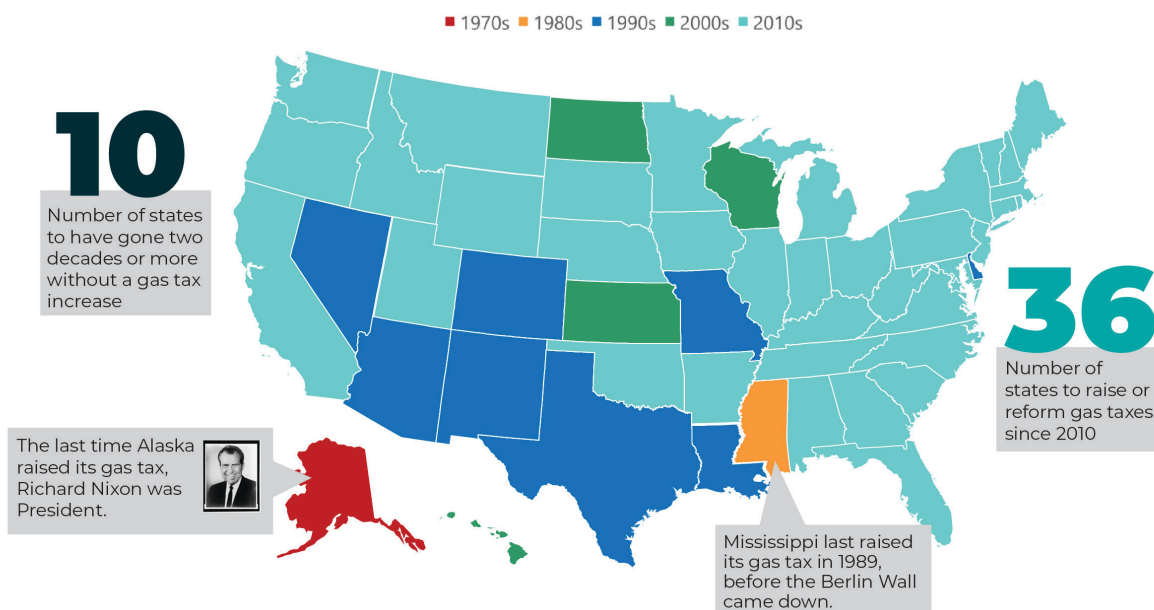 1970s 1980s 1990s 2000s 2010s
10
Number of states
to have gone two
decades or more
without a gas tax
increase
36
Number of
states to raise or
reform gas taxes
since 2010
The last time Alaska
raised its gas tax,
Richard Nixon was
President.
Mississippi last raised
its gas tax in 1989,
before the Berlin Wall
came down.